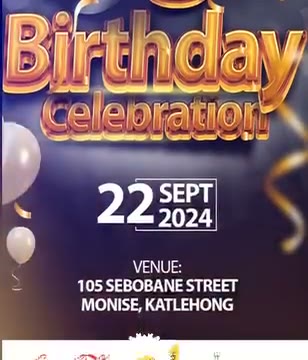 Birthday
Celebration
22 SEPT
2024
VENUE:
105 SEBOBANE STREET
MONISE, KATLEHONG